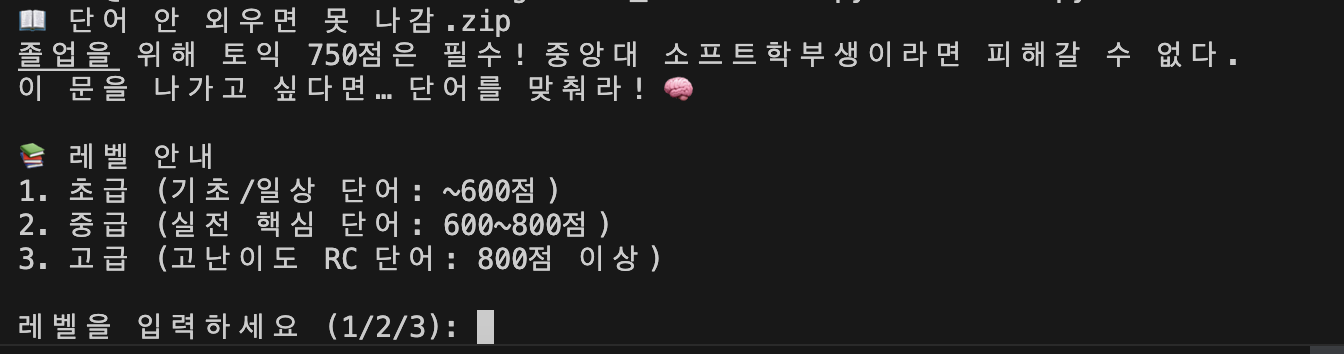 📖 단어 안 외우면 못 나감.zip
졸업을 위해 토익 750점은 필수! 중앙대 소프트학부생이라면 피해갈 수 없다.
이 문을 나가고 싶다면… 단어를 맞춰라! 🧠
📚 레벨 안내
1. 초급 (기초/일상 단어: ~600점)
2. 중급 (실전 핵심 단어: 600~800점)
3. 고급 (고난이도 RC 단어: 800점 이상)
레벨을 입력하세요 (1/2/3):